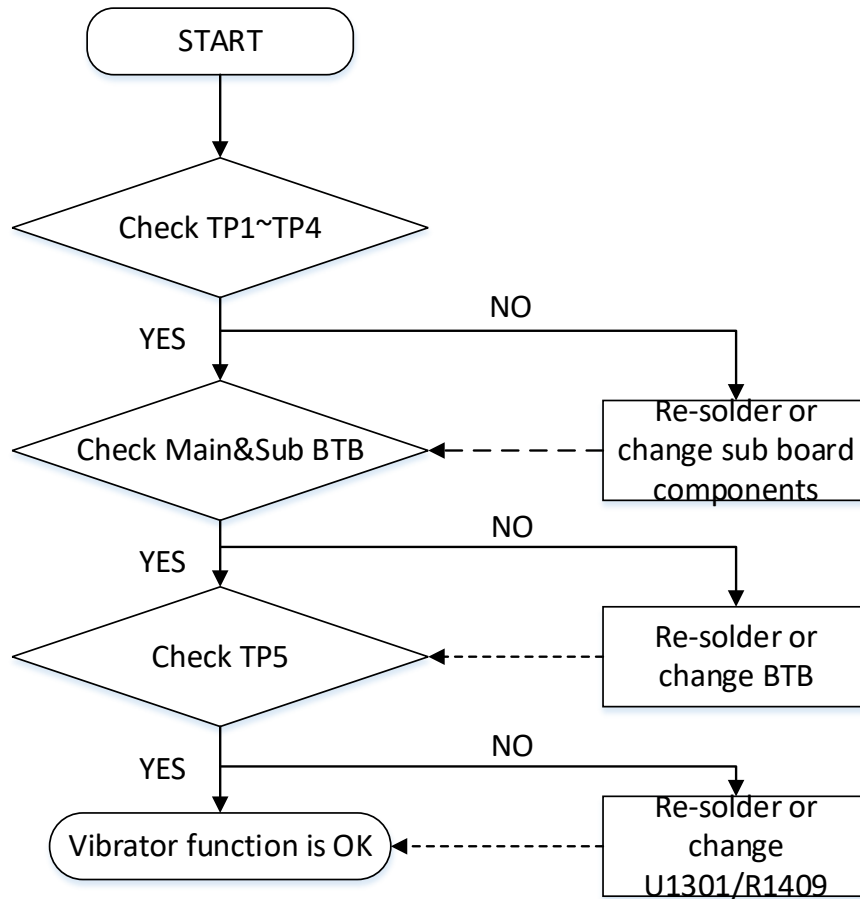 START
Check TP1~TP4
NO
YES
Re-solder or
change sub board
components
Check Main&Sub BTB
NO
YES
Re-solder or
change BTB
Check TP5
NO
YES
Re-solder or
change
U1301/R1409
Vibrator function is OK